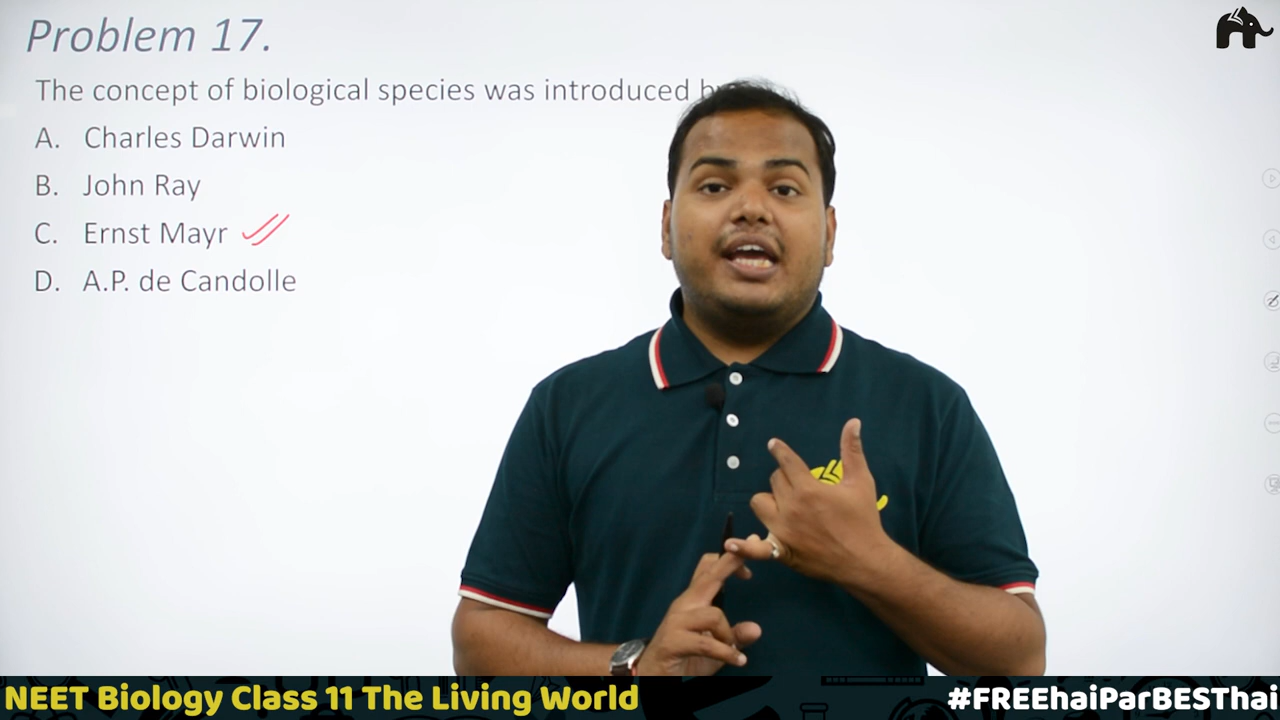 Problem 17.
The concept of biological species was introduced
A. Charles Darwin
B. John Ray
C. Ernst Mayr
D. A.P. de Candolle
NEET Biology Class 11 The Living World
#FREEhaiParBESThai